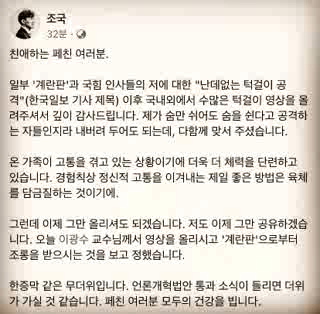 조국
32분 ·
친애하는 페친 여러분.
일부 '계란판'과 국힘 인사들의 저에 대한 "난데없는 턱걸이 공
격"(한국일보 기사 제목) 이후 국내외에서 수많은 턱걸이 영상을 올
려주셔서 깊이 감사드립니다. 제가 숨만 쉬어도 숨을 쉰다고 공격하
는 자들인지라 내버려 두어도 되는데, 다함께 맞서 주셨습니다.
온 가족이 고통을 겪고 있는 상황이기에 더욱 더 체력을 단련하고
있습니다. 경험칙상 정신적 고통을 이겨내는 제일 좋은 방법은 육체
를 담금질하는 것이기에.
그런데 이제 그만 올리셔도 되겠습니다. 저도 이제 그만 공유하겠습
니다. 오늘 이광수 교수님께서 영상을 올리시고 '계란판'으로부터
조롱을 받으시는 것을 보고 정했습니다.
한증막 같은 무더위입니다. 언론개혁법안 통과 소식이 들리면 더위
가 가실 것 같습니다. 페친 여러분 모두의 건강을 빕니다.